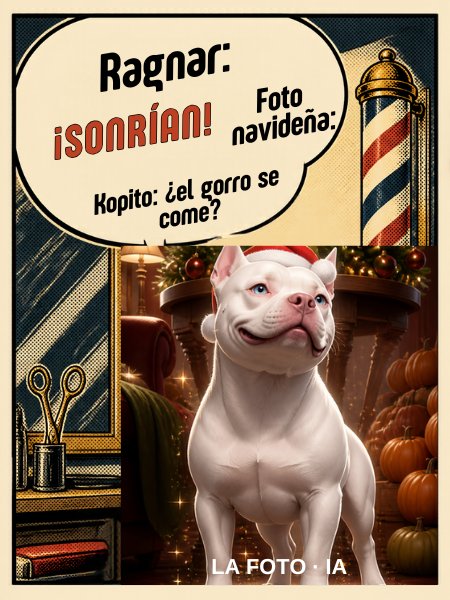 Ragnar:
¡SONRÍAN!
Foto
navideña:
Kopito: ¿el gorro se
come?
LA FOTO · IA